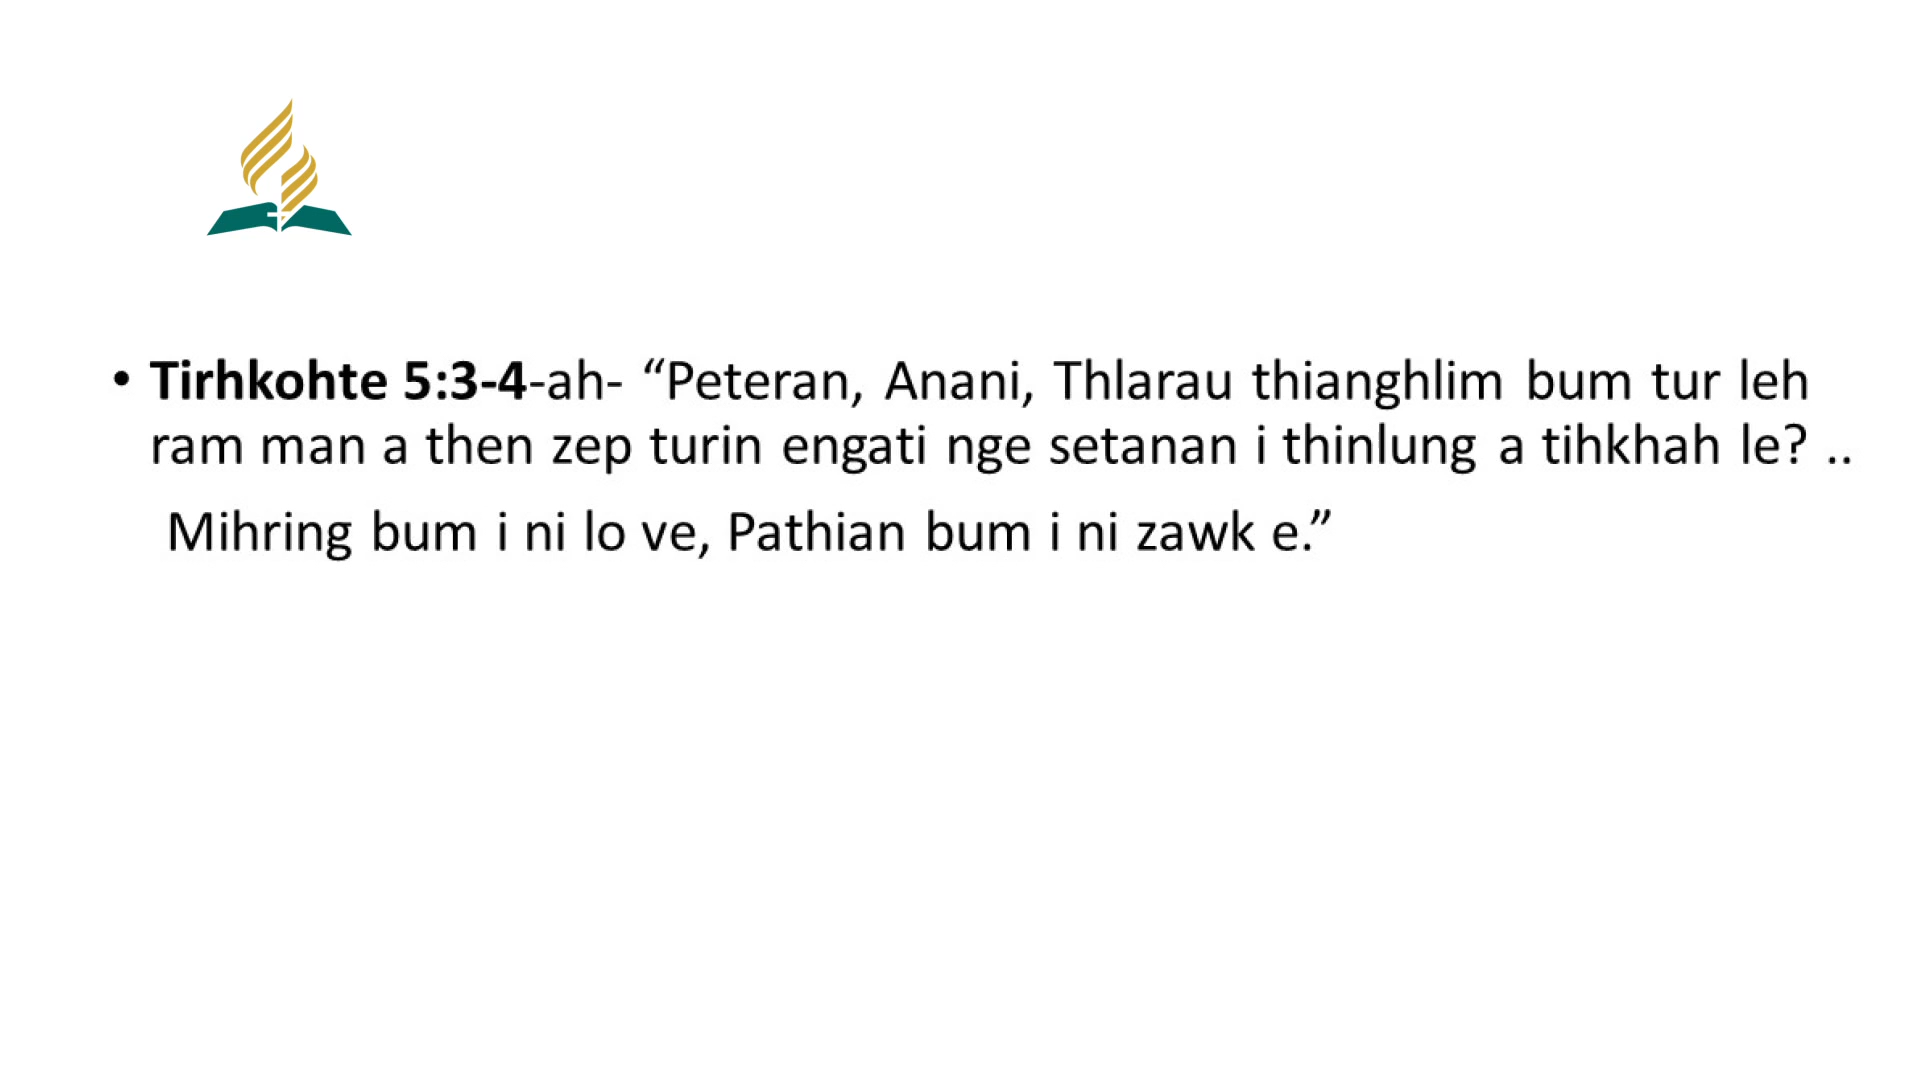 • Tirhkohte 5:3-4-ah- “Peteran, Anani, Thlarau thianghlim bum tur leh
ram man a then zep turin engati nge setanan i thinlung a tihkhah le? ..
Mihring bum i ni lo ve, Pathian bum i ni zawk e.”